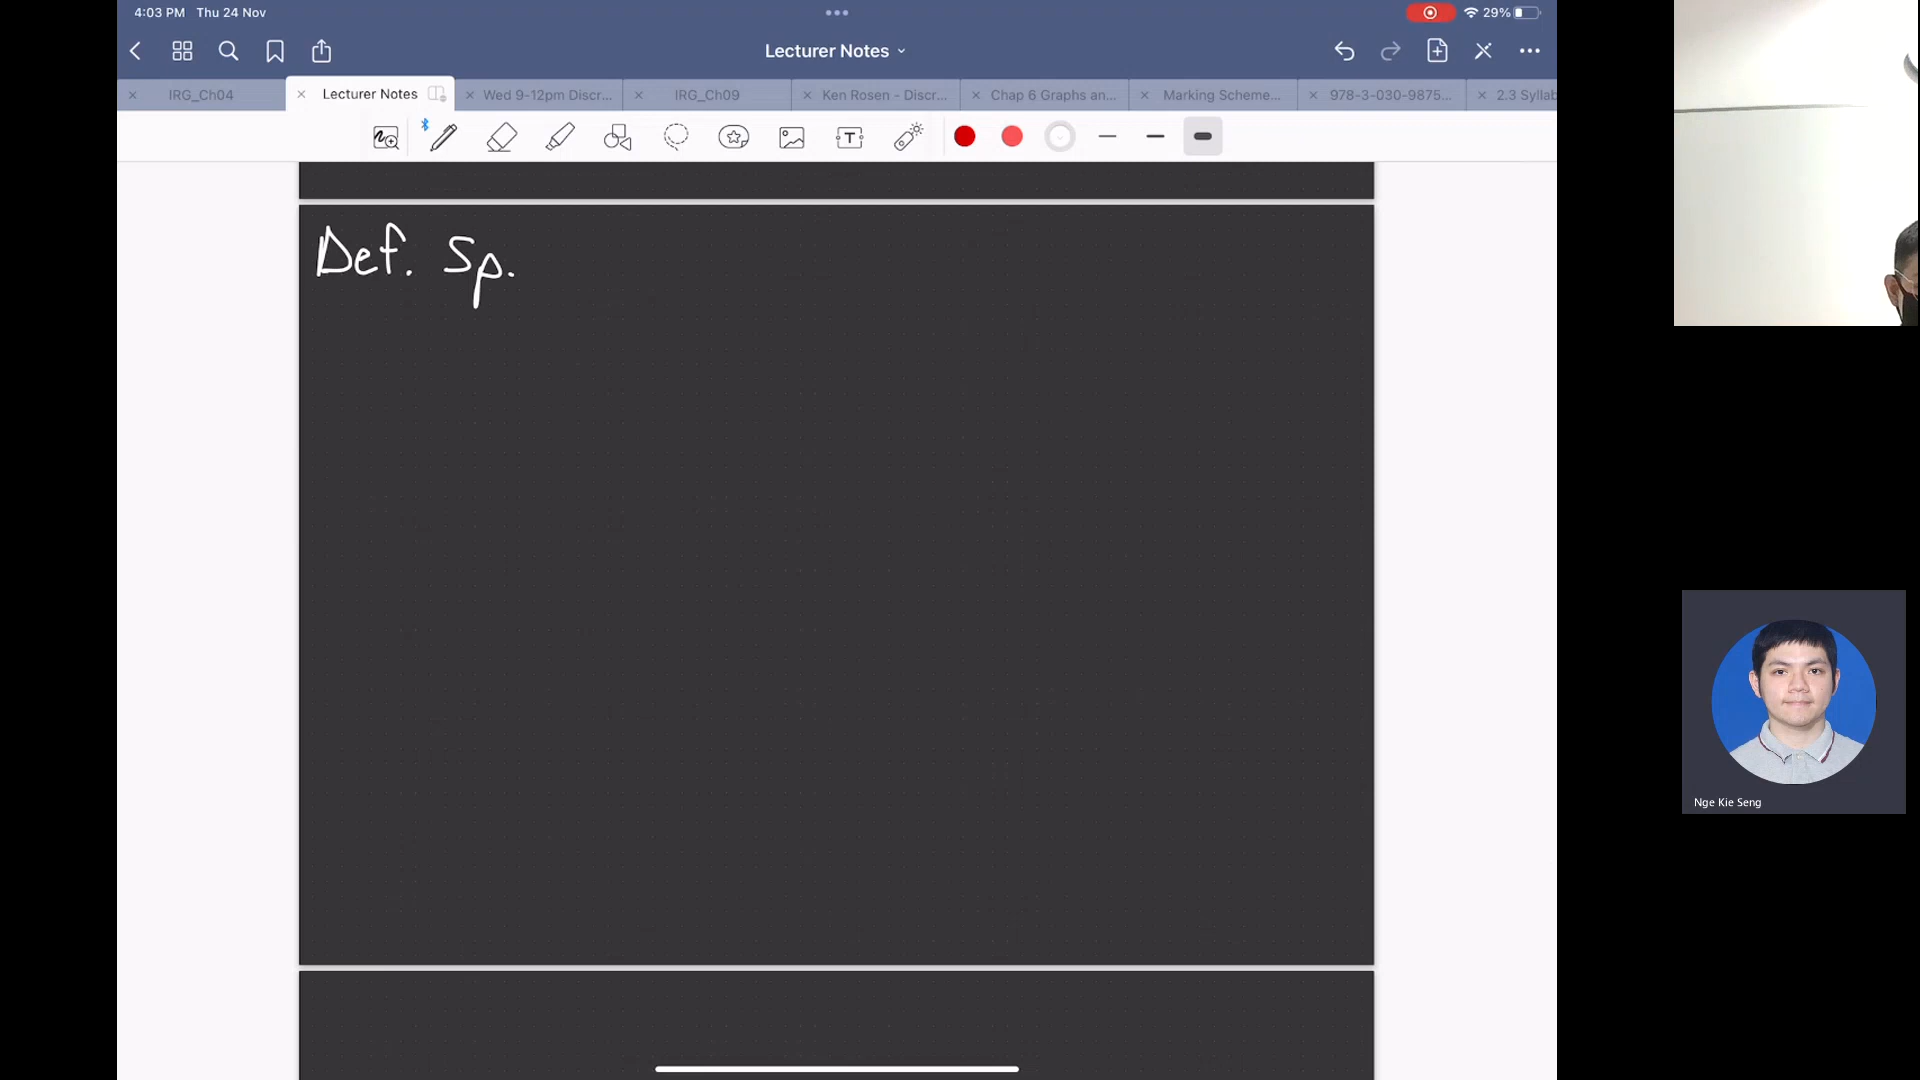 4:03 PM Thu 24 Nov
29%
Lecturer Notes
IRG_Ch04
Lecturer Notes
Wed 9-12pm Discr...
IRG_Ch09
Ken Rosen - Discr...
Chap 6 Graphs an...
Marking Scheme...
978-3-030-9875...
2.3 Syllab
T
Def. Sp.
Nge Kie Seng